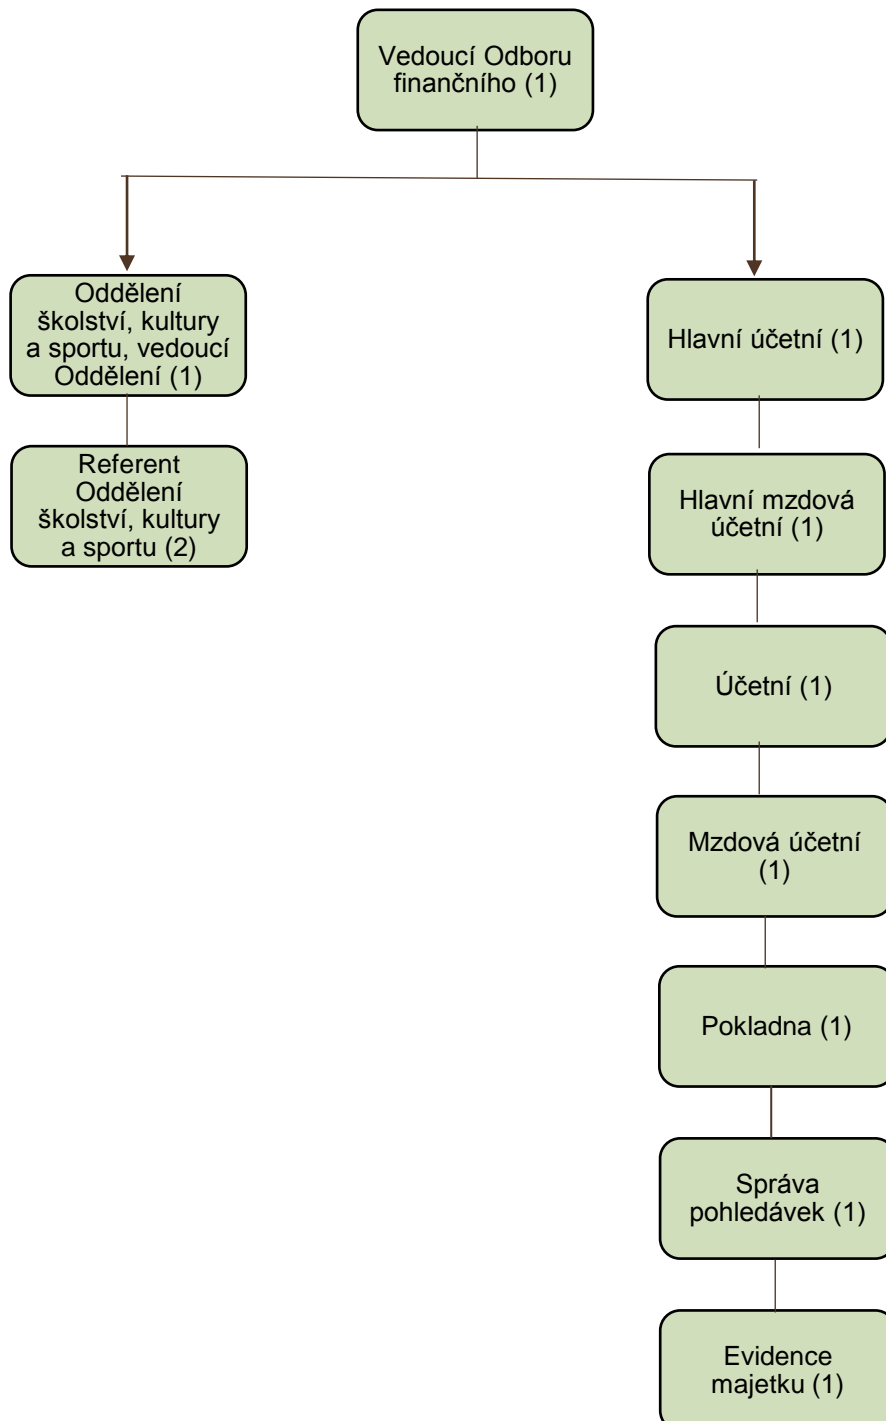 Vedoucí Odboru
finančního (1)
Oddělení
školství, kultury
a sportu, vedoucí
Oddělení (1)
Referent
Oddělení
školství, kultury
a sportu (2)
Hlavní účetní (1)
Hlavní mzdová
účetní (1)
Účetní (1)
Mzdová účetní
(1)
Pokladna (1)
Správa
pohledávek (1)
Evidence
majetku (1)